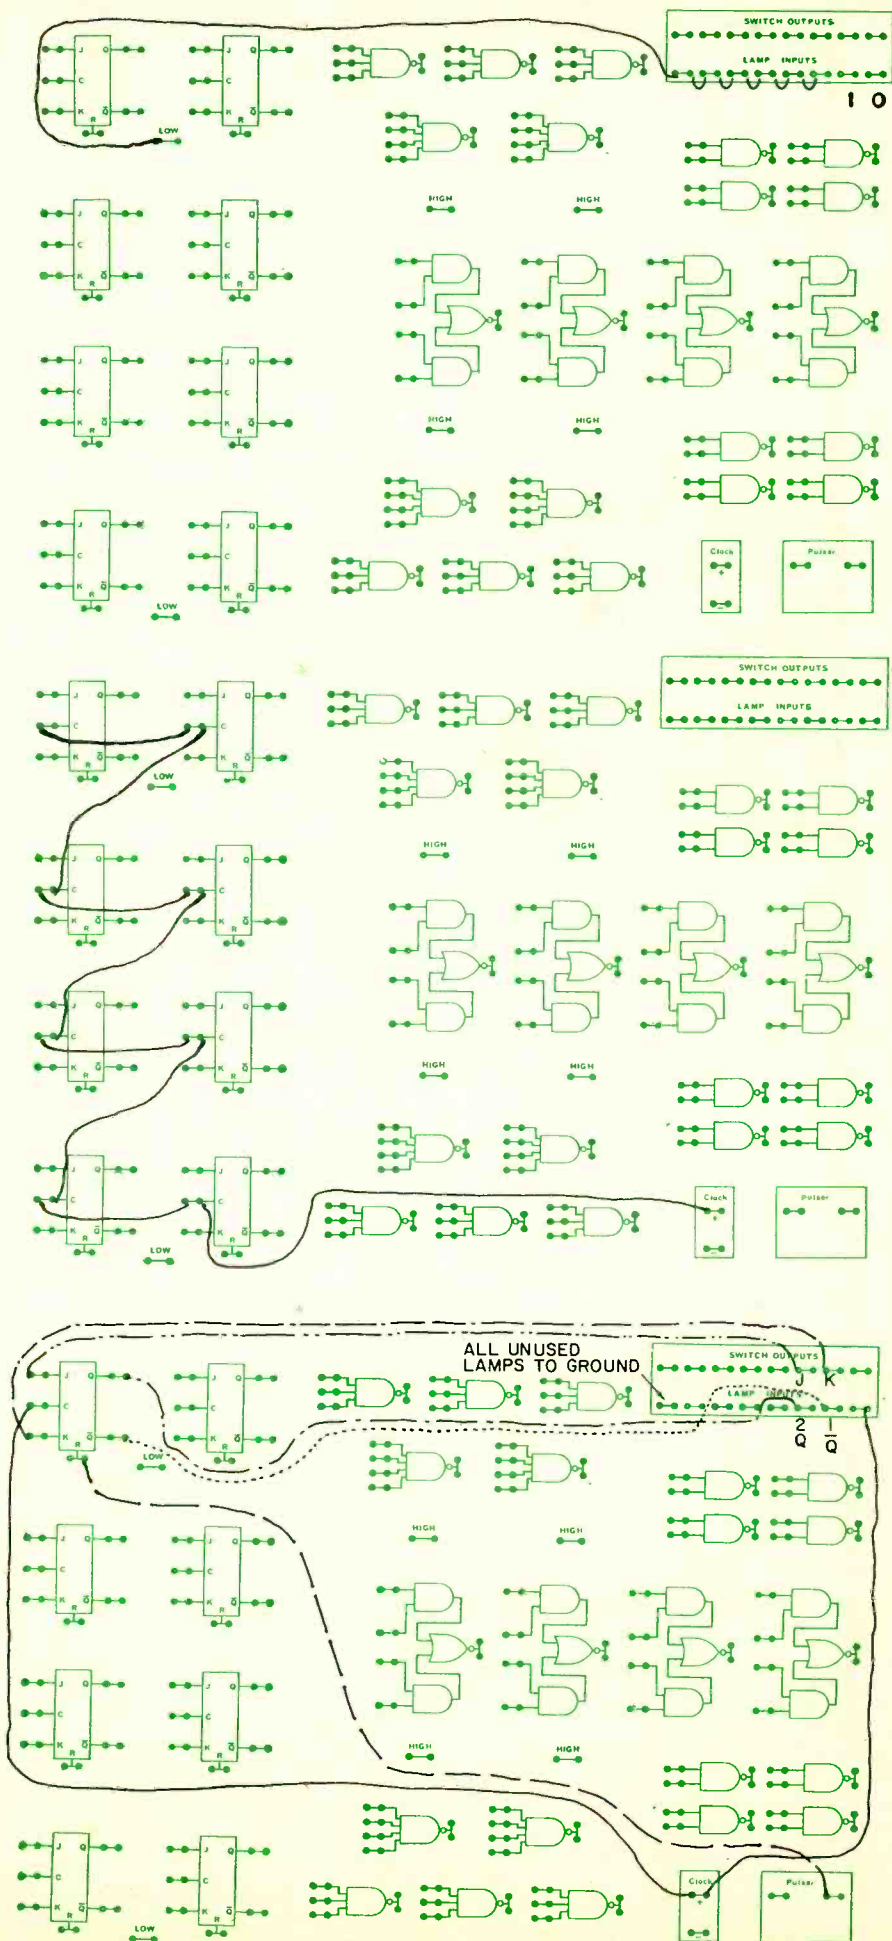 SWITCH OUTPUTS
J Q J Q
LAMP INPUTS
C C
1 0
K Q̅ K Q̅
R R
LOW
HIGH HIGH
J Q J Q
C C
K Q̅ K Q̅
R R
J Q J Q
C C
K Q̅ K Q̅
HIGH HIGH
R R
J Q J Q
Clock Pulser
C C
+
K Q̅ K Q̅
R R
LOW
−
SWITCH OUTPUTS
J Q J Q
LAMP INPUTS
C C
K Q̅ K Q̅
R R
LOW
HIGH HIGH
J Q J Q
C C
K Q̅ K Q̅
R R
J Q J Q
C C
HIGH HIGH
K Q̅ K Q̅
R R
J Q J Q
C C
Clock Pulser
+
K Q̅ K Q̅
R R
LOW
−
ALL UNUSED
LAMPS TO GROUND
SWITCH OUTPUTS
J Q J Q
J K
LAMP INPUTS
C C
2 1
Q Q̅
K Q̅ K Q̅
R R
LOW
HIGH HIGH
J Q J Q
C C
K Q̅ K Q̅
R R
J Q J Q
C C
K Q̅ K Q̅
HIGH HIGH
R R
J Q J Q
C C
Clock Pulser
+
K Q̅ K Q̅
R R
LOW
−